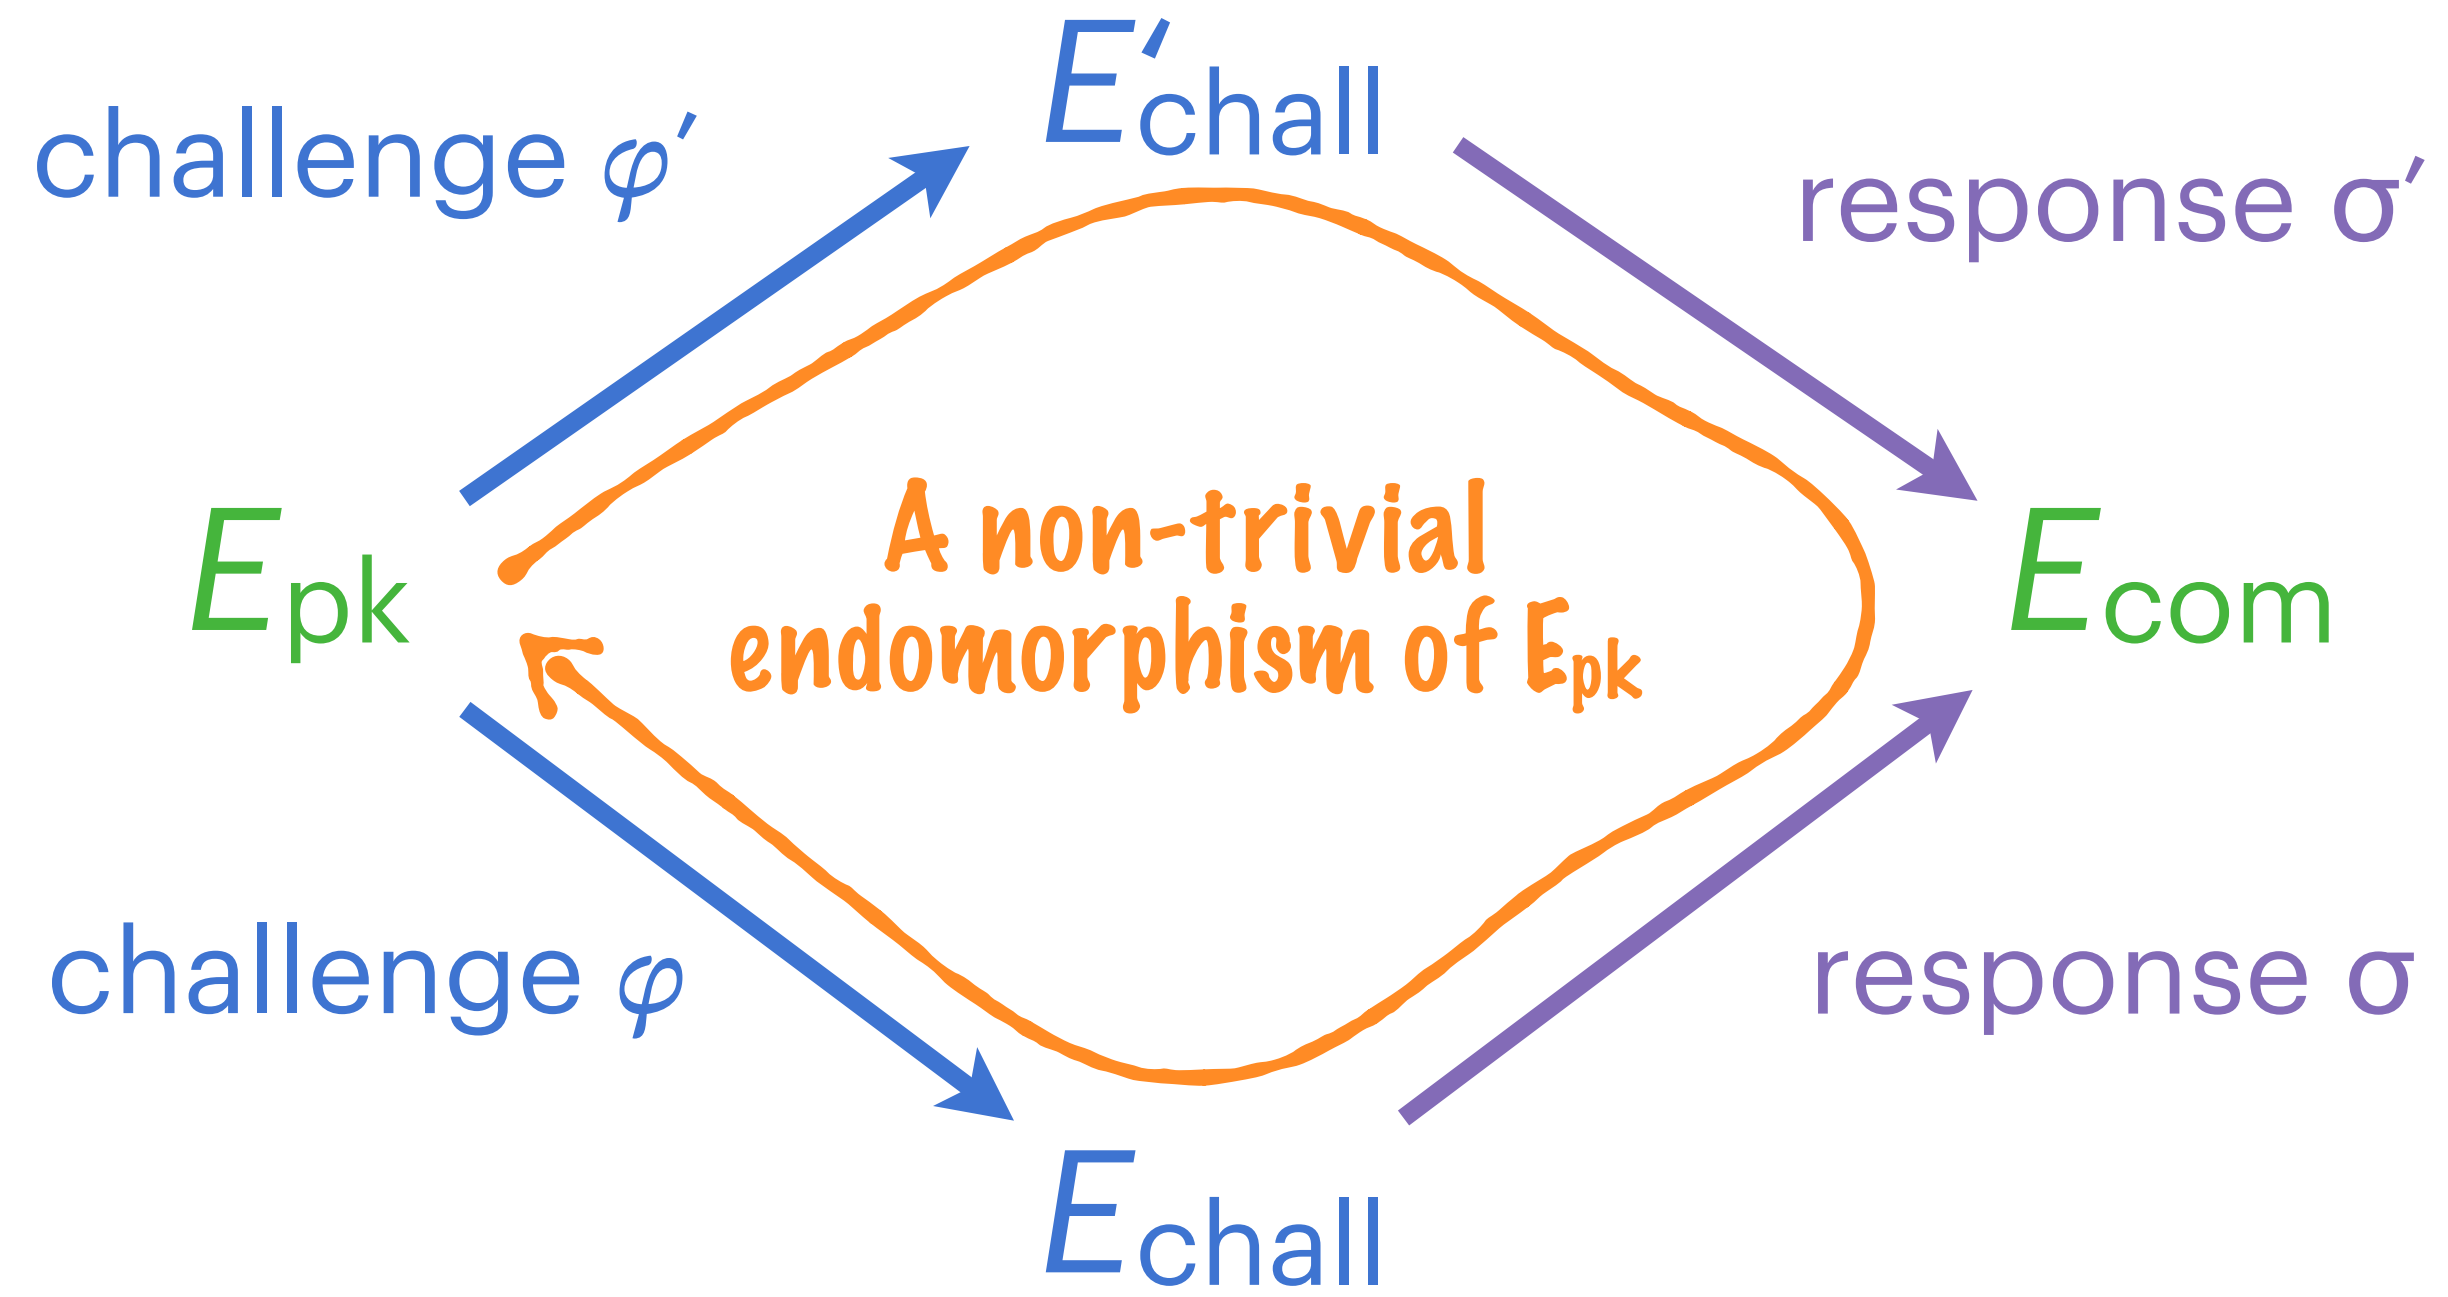 E′chall
challenge φ′
response σ′
A non-trivial
endomorphism of Epk
Epk
Ecom
challenge φ
response σ
Echall